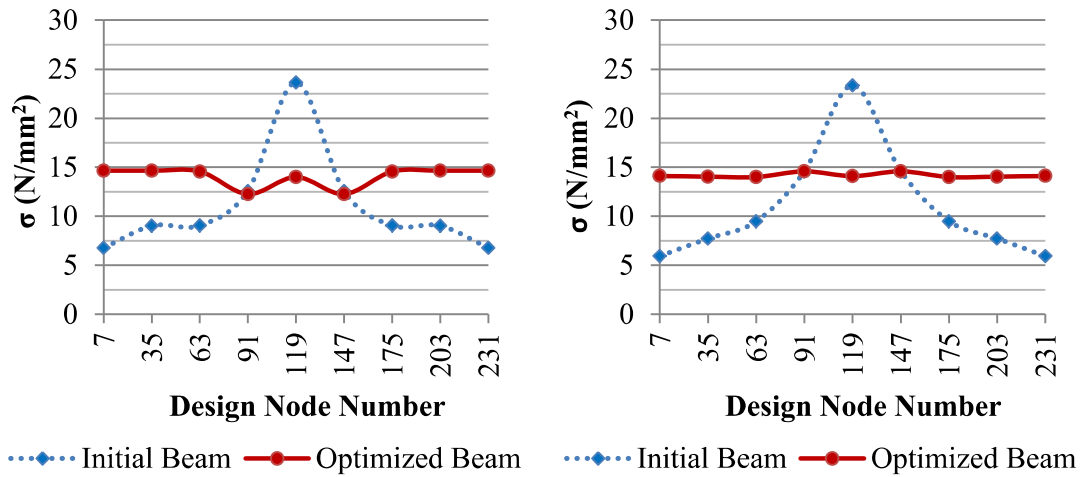 30
25
20
15
10
5
0
σ (N/mm²)
7 35 63 91 119 147 175 203 231
Design Node Number
Initial Beam Optimized Beam
30
25
20
15
10
5
0
σ (N/mm²)
7 35 63 91 119 147 175 203 231
Design Node Number
Initial Beam Optimized Beam